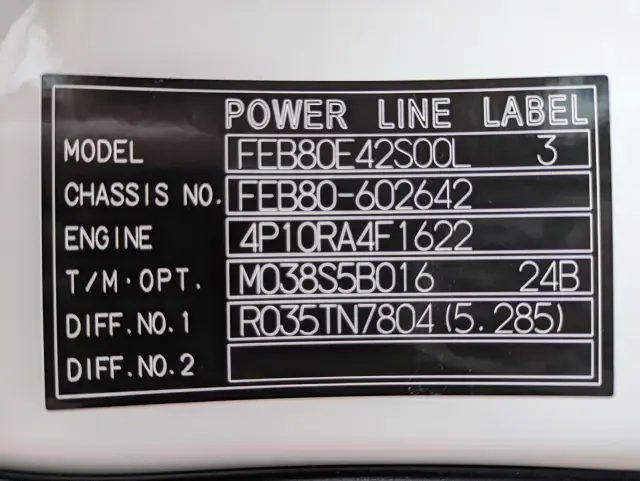 POWER LINE LABEL
MODEL FEB80E42S00L 3
CHASSIS NO. FEB80-602642
ENGINE 4P10RA4F1622
T/M·OPT. M038S5B016 24B
DIFF.NO.1 R035TN7804(5.285)
DIFF.NO.2